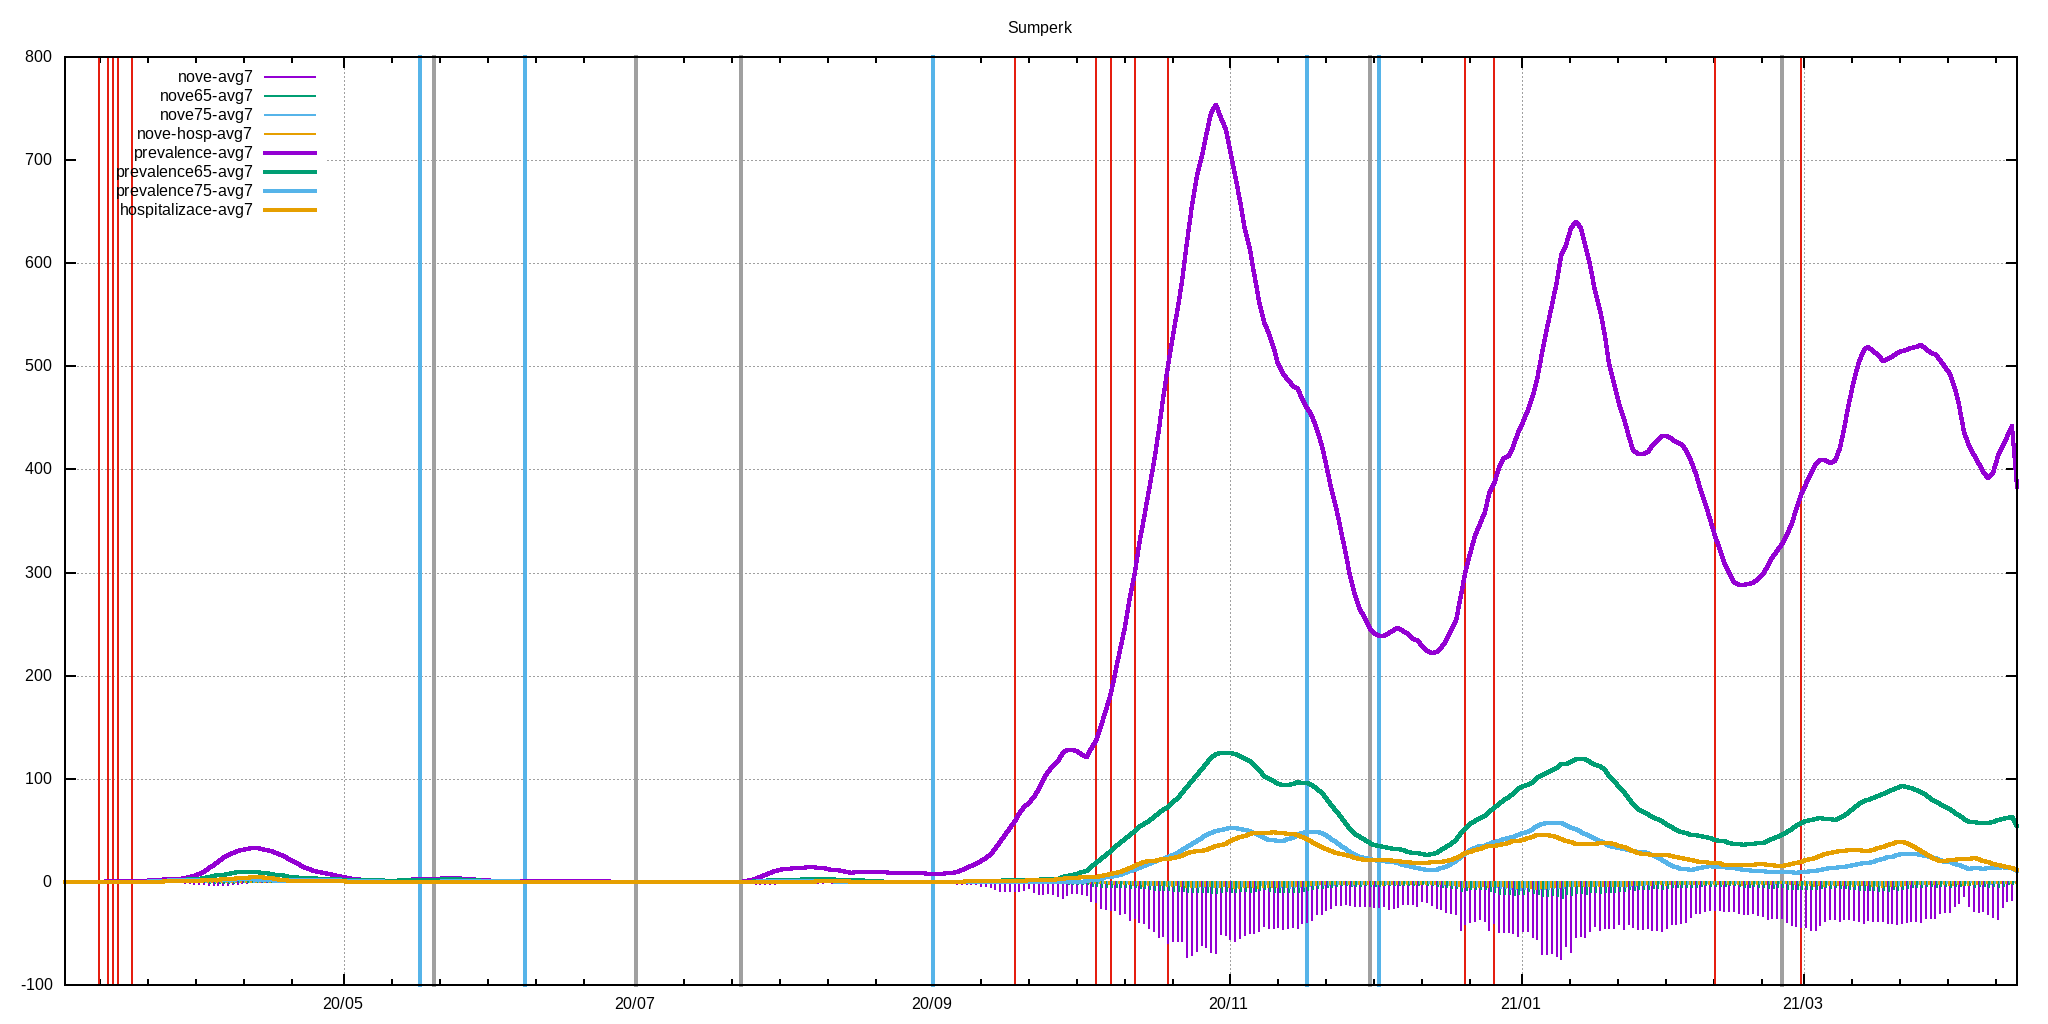 Sumperk
800
700
600
500
400
300
200
100
0
-100
nove-avg7
nove65-avg7
nove75-avg7
nove-hosp-avg7
prevalence-avg7
prevalence65-avg7
prevalence75-avg7
hospitalizace-avg7
20/05 20/07 20/09 20/11 21/01 21/03